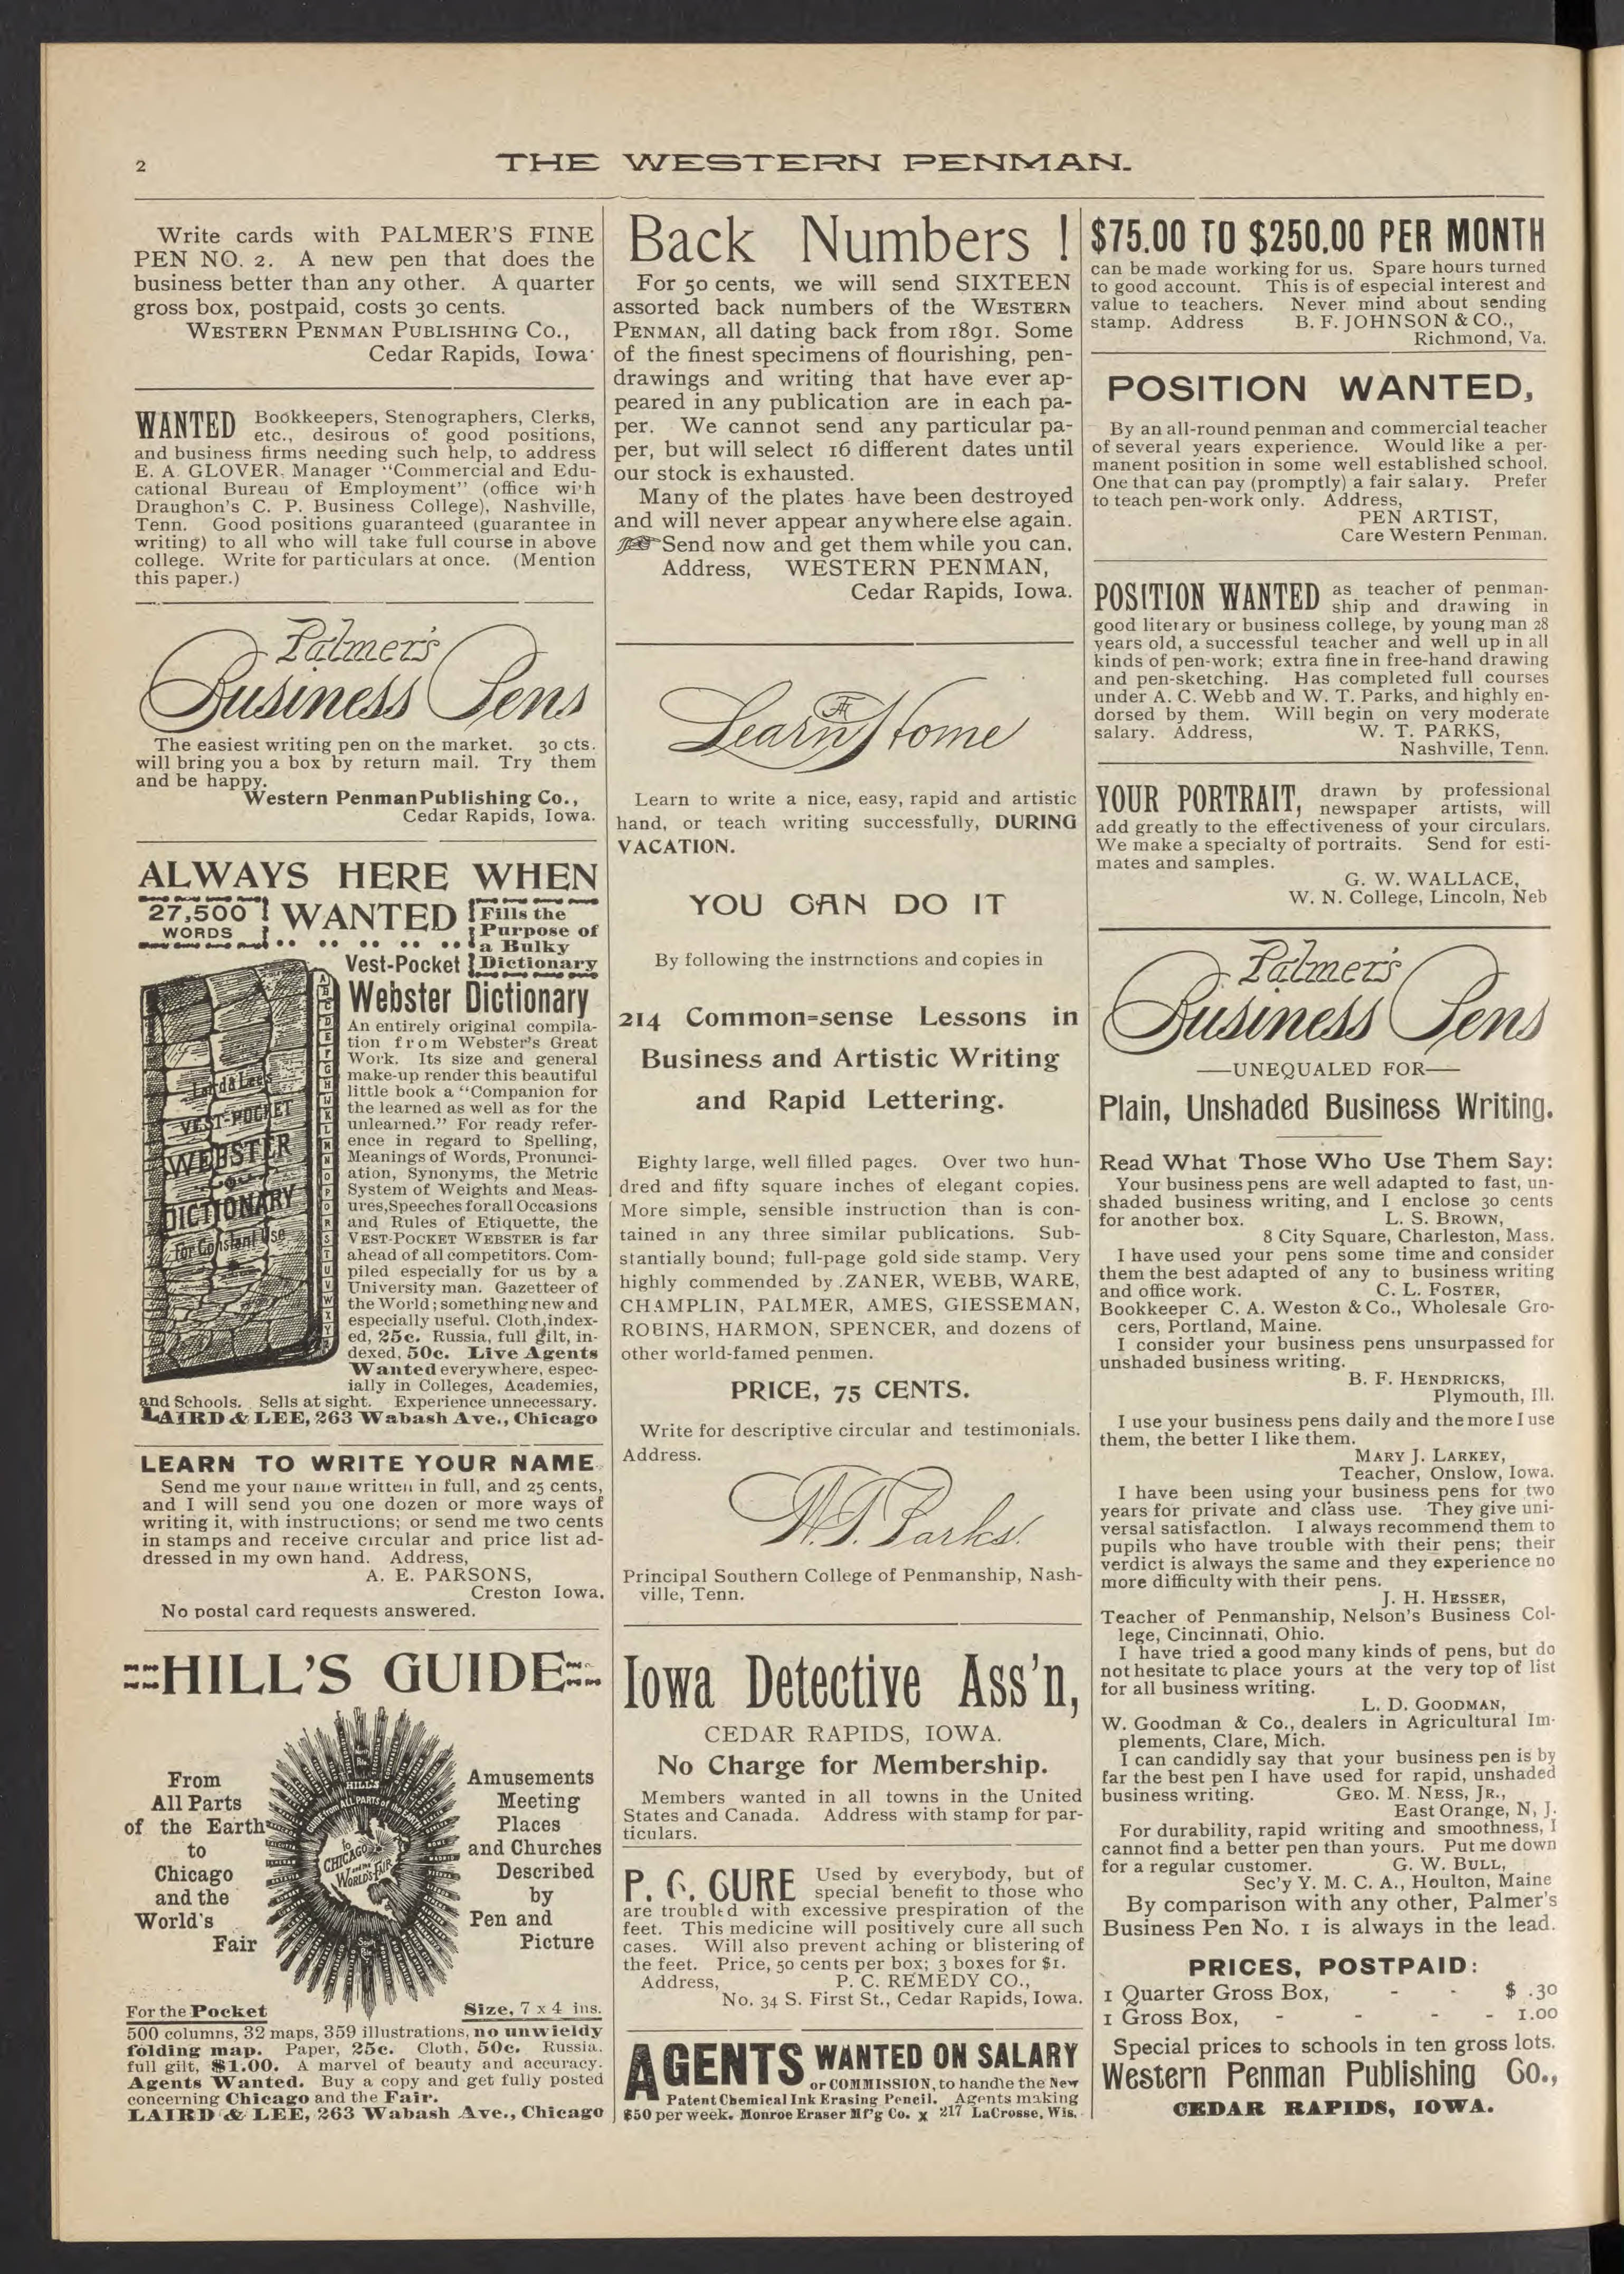 2
THE WESTERN PENMAN.
Write cards with PALMER'S FINE
PEN NO. 2. A new pen that does the
business better than any other. A quarter
gross box, postpaid, costs 30 cents.
WESTERN PENMAN PUBLISHING CO.,
Cedar Rapids, Iowa.
WANTED Bookkeepers, Stenographers, Clerks,
etc., desirous of good positions,
and business firms needing such help, to address
E. A. GLOVER, Manager "Commercial and Edu-
cational Bureau of Employment" (office with
Draughon's C. P. Business College), Nashville,
Tenn. Good positions guaranteed (guarantee in
writing) to all who will take full course in above
college. Write for particulars at once. (Mention
this paper.)
Palmer's
Business Pens
The easiest writing pen on the market. 30 cts.
will bring you a box by return mail. Try them
and be happy.
Western Penman Publishing Co.,
Cedar Rapids, Iowa.
ALWAYS HERE WHEN
27,500 WANTED Fills the
WORDS Purpose of
a Bulky
Vest-Pocket Dictionary
Webster Dictionary
An entirely original compila-
tion from Webster's Great
Work. Its size and general
make-up render this beautiful
little book a "Companion for
the learned as well as for the
unlearned." For ready refer-
ence in regard to Spelling,
Meanings of Words, Pronunci-
ation, Synonyms, the Metric
System of Weights and Meas-
ures, Speeches for all Occasions
and Rules of Etiquette, the
VEST-POCKET WEBSTER is far
ahead of all competitors. Com-
piled especially for us by a
University man. Gazetteer of
the World; something new and
especially useful. Cloth, index-
ed, 25c. Russia, full gilt, in-
dexed, 50c. Live Agents
Wanted everywhere, espec-
ially in Colleges, Academies,
and Schools. Sells at sight. Experience unnecessary.
LAIRD & LEE, 263 Wabash Ave., Chicago
Laird & Lee's
VEST-POCKET
WEBSTER
DICTIONARY
For Constant Use
LEARN TO WRITE YOUR NAME
Send me your name written in full, and 25 cents,
and I will send you one dozen or more ways of
writing it, with instructions; or send me two cents
in stamps and receive circular and price list ad-
dressed in my own hand. Address,
A. E. PARSONS,
Creston Iowa.
No postal card requests answered.
HILL'S GUIDE
From
All Parts
of the Earth
to
Chicago
and the
World's
Fair
HILL'S
GUIDE from ALL PARTS of the EARTH
to
CHICAGO
and the
WORLD'S FAIR
Amusements
Meeting
Places
and Churches
Described
by
Pen and
Picture
For the Pocket Size, 7 x 4 ins.
500 columns, 32 maps, 359 illustrations, no unwieldy
folding map. Paper, 25c. Cloth, 50c. Russia.
full gilt, $1.00. A marvel of beauty and accuracy.
Agents Wanted. Buy a copy and get fully posted
concerning Chicago and the Fair.
LAIRD & LEE, 263 Wabash Ave., Chicago
Back Numbers !
For 50 cents, we will send SIXTEEN
assorted back numbers of the WESTERN
PENMAN, all dating back from 1891. Some
of the finest specimens of flourishing, pen-
drawings and writing that have ever ap-
peared in any publication are in each pa-
per. We cannot send any particular pa-
per, but will select 16 different dates until
our stock is exhausted.
Many of the plates have been destroyed
and will never appear anywhere else again.
Send now and get them while you can.
Address, WESTERN PENMAN,
Cedar Rapids, Iowa.
Learn At Home
Learn to write a nice, easy, rapid and artistic
hand, or teach writing successfully, DURING
VACATION.
YOU CAN DO IT
By following the instrnctions and copies in
214 Common=sense Lessons in
Business and Artistic Writing
and Rapid Lettering.
Eighty large, well filled pages. Over two hun-
dred and fifty square inches of elegant copies.
More simple, sensible instruction than is con-
tained in any three similar publications. Sub-
stantially bound; full-page gold side stamp. Very
highly commended by ZANER, WEBB, WARE,
CHAMPLIN, PALMER, AMES, GIESSEMAN,
ROBINS, HARMON, SPENCER, and dozens of
other world-famed penmen.
PRICE, 75 CENTS.
Write for descriptive circular and testimonials.
Address.
W. T. Parks.
Principal Southern College of Penmanship, Nash-
ville, Tenn.
Iowa Detective Ass'n,
CEDAR RAPIDS, IOWA.
No Charge for Membership.
Members wanted in all towns in the United
States and Canada. Address with stamp for par-
ticulars.
P. C. CURE Used by everybody, but of
special benefit to those who
are troubled with excessive prespiration of the
feet. This medicine will positively cure all such
cases. Will also prevent aching or blistering of
the feet. Price, 50 cents per box; 3 boxes for $1.
Address, P. C. REMEDY CO.,
No. 34 S. First St., Cedar Rapids, Iowa.
AGENTS WANTED ON SALARY
or COMMISSION, to handle the New
Patent Chemical Ink Erasing Pencil. Agents making
$50 per week. Monroe Eraser Mf'g Co. X 217 LaCrosse, Wis.
$75.00 TO $250.00 PER MONTH
can be made working for us. Spare hours turned
to good account. This is of especial interest and
value to teachers. Never mind about sending
stamp. Address B. F. JOHNSON & CO.,
Richmond, Va.
POSITION WANTED,
By an all-round penman and commercial teacher
of several years experience. Would like a per-
manent position in some well established school.
One that can pay (promptly) a fair salary. Prefer
to teach pen-work only. Address,
PEN ARTIST,
Care Western Penman.
POSITION WANTED as teacher of penman-
ship and drawing in
good literary or business college, by young man 28
years old, a successful teacher and well up in all
kinds of pen-work; extra fine in free-hand drawing
and pen-sketching. Has completed full courses
under A. C. Webb and W. T. Parks, and highly en-
dorsed by them. Will begin on very moderate
salary. Address, W. T. PARKS,
Nashville, Tenn.
YOUR PORTRAIT, drawn by professional
newspaper artists, will
add greatly to the effectiveness of your circulars.
We make a specialty of portraits. Send for esti-
mates and samples.
G. W. WALLACE,
W. N. College, Lincoln, Neb
Palmer's
Business Pens
—UNEQUALED FOR—
Plain, Unshaded Business Writing.
Read What Those Who Use Them Say:
Your business pens are well adapted to fast, un-
shaded business writing, and I enclose 30 cents
for another box. L. S. BROWN,
8 City Square, Charleston, Mass.
I have used your pens some time and consider
them the best adapted of any to business writing
and office work. C. L. FOSTER,
Bookkeeper C. A. Weston & Co., Wholesale Gro-
cers, Portland, Maine.
I consider your business pens unsurpassed for
unshaded business writing.
B. F. HENDRICKS,
Plymouth, Ill.
I use your business pens daily and the more I use
them, the better I like them.
MARY J. LARKEY,
Teacher, Onslow, Iowa.
I have been using your business pens for two
years for private and class use. They give uni-
versal satisfaction. I always recommend them to
pupils who have trouble with their pens; their
verdict is always the same and they experience no
more difficulty with their pens.
J. H. HESSER,
Teacher of Penmanship, Nelson's Business Col-
lege, Cincinnati, Ohio.
I have tried a good many kinds of pens, but do
not hesitate to place yours at the very top of list
for all business writing.
L. D. GOODMAN,
W. Goodman & Co., dealers in Agricultural Im-
plements, Clare, Mich.
I can candidly say that your business pen is by
far the best pen I have used for rapid, unshaded
business writing. GEO. M. NESS, JR.,
East Orange, N, J.
For durability, rapid writing and smoothness, I
cannot find a better pen than yours. Put me down
for a regular customer. G. W. BULL,
Sec'y Y. M. C. A., Houlton, Maine
By comparison with any other, Palmer's
Business Pen No. 1 is always in the lead.
PRICES, POSTPAID:
1 Quarter Gross Box, - - $ .30
1 Gross Box, - - - - 1.00
Special prices to schools in ten gross lots.
Western Penman Publishing Co.,
CEDAR RAPIDS, IOWA.